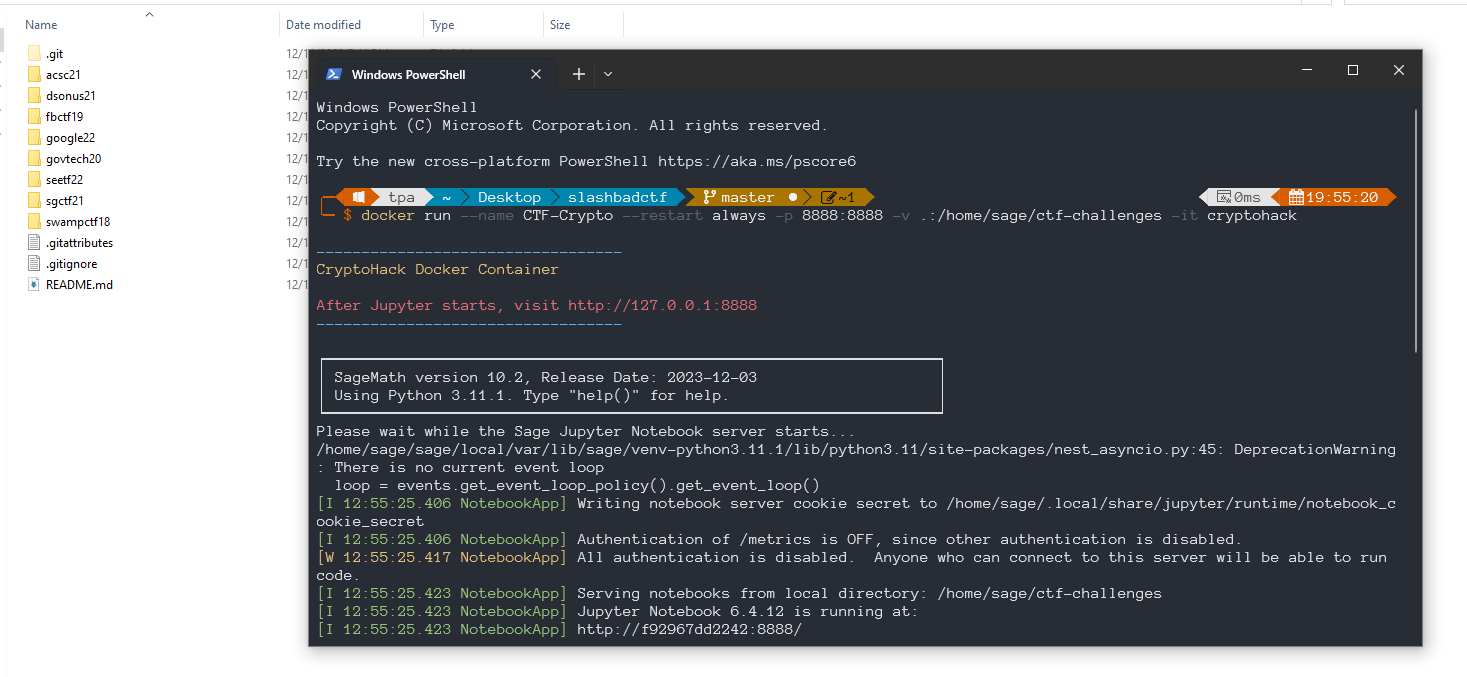 Name Date modified Type Size
.git 12/1
acsc21 12/1
dsonus21 12/1
fbctf19 12/1
google22 12/1
govtech20 12/1
seetf22 12/1
sgctf21 12/1
swampctf18 12/1
.gitattributes 12/1
.gitignore 12/1
README.md 12/1
Windows PowerShell
Windows PowerShell
Copyright (C) Microsoft Corporation. All rights reserved.
Try the new cross-platform PowerShell https://aka.ms/pscore6
tpa ~ Desktop slashbadctf master ● ~1 0ms 19:55:20
$ docker run --name CTF-Crypto --restart always -p 8888:8888 -v .:/home/sage/ctf-challenges -it cryptohack
----------------------------------
CryptoHack Docker Container
After Jupyter starts, visit http://127.0.0.1:8888
----------------------------------
SageMath version 10.2, Release Date: 2023-12-03
Using Python 3.11.1. Type "help()" for help.
Please wait while the Sage Jupyter Notebook server starts...
/home/sage/sage/local/var/lib/sage/venv-python3.11.1/lib/python3.11/site-packages/nest_asyncio.py:45: DeprecationWarning
: There is no current event loop
loop = events.get_event_loop_policy().get_event_loop()
[I 12:55:25.406 NotebookApp] Writing notebook server cookie secret to /home/sage/.local/share/jupyter/runtime/notebook_c
ookie_secret
[I 12:55:25.406 NotebookApp] Authentication of /metrics is OFF, since other authentication is disabled.
[W 12:55:25.417 NotebookApp] All authentication is disabled.  Anyone who can connect to this server will be able to run
code.
[I 12:55:25.423 NotebookApp] Serving notebooks from local directory: /home/sage/ctf-challenges
[I 12:55:25.423 NotebookApp] Jupyter Notebook 6.4.12 is running at:
[I 12:55:25.423 NotebookApp] http://f92967dd2242:8888/